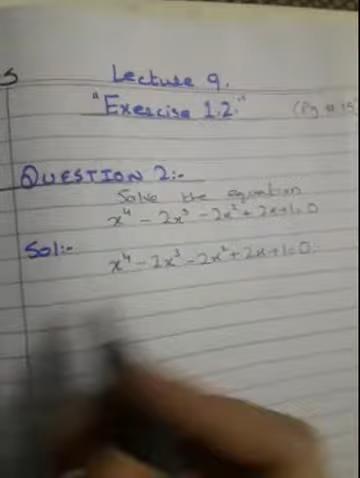 S
Lecture 9.
"Exercise 1.2."
(Pg #
QUESTION 2:-
Solve the equation
x⁴ - 2x³ - 2x² + 2x + 1 = 0
Sol:-
x⁴ - 2x³ - 2x² + 2x + 1 = 0